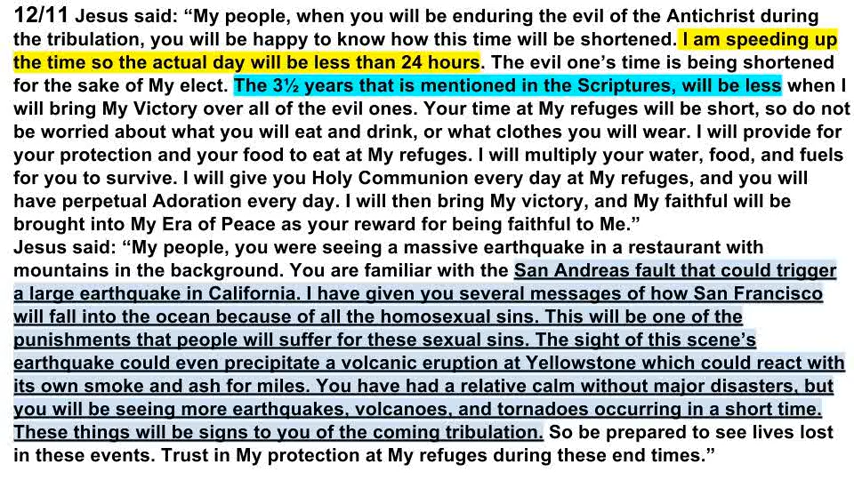 12/11 Jesus said: “My people, when you will be enduring the evil of the Antichrist during
the tribulation, you will be happy to know how this time will be shortened. I am speeding up
the time so the actual day will be less than 24 hours. The evil one’s time is being shortened
for the sake of My elect. The 3½ years that is mentioned in the Scriptures, will be less when I
will bring My Victory over all of the evil ones. Your time at My refuges will be short, so do not
be worried about what you will eat and drink, or what clothes you will wear. I will provide for
your protection and your food to eat at My refuges. I will multiply your water, food, and fuels
for you to survive. I will give you Holy Communion every day at My refuges, and you will
have perpetual Adoration every day. I will then bring My victory, and My faithful will be
brought into My Era of Peace as your reward for being faithful to Me.”
Jesus said: “My people, you were seeing a massive earthquake in a restaurant with
mountains in the background. You are familiar with the San Andreas fault that could trigger
a large earthquake in California. I have given you several messages of how San Francisco
will fall into the ocean because of all the homosexual sins. This will be one of the
punishments that people will suffer for these sexual sins. The sight of this scene’s
earthquake could even precipitate a volcanic eruption at Yellowstone which could react with
its own smoke and ash for miles. You have had a relative calm without major disasters, but
you will be seeing more earthquakes, volcanoes, and tornadoes occurring in a short time.
These things will be signs to you of the coming tribulation. So be prepared to see lives lost
in these events. Trust in My protection at My refuges during these end times.”